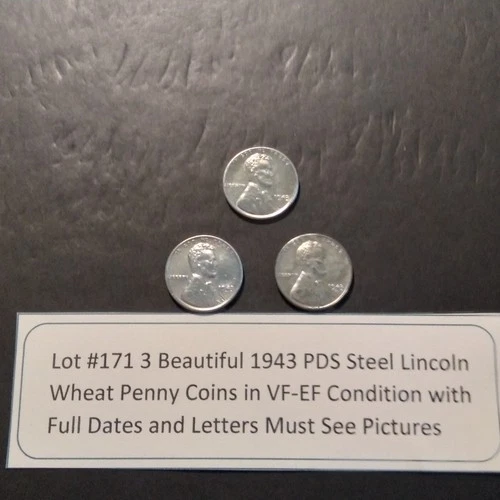 Lot #171 3 Beautiful 1943 PDS Steel Lincoln
Wheat Penny Coins in VF-EF Condition with
Full Dates and Letters Must See Pictures